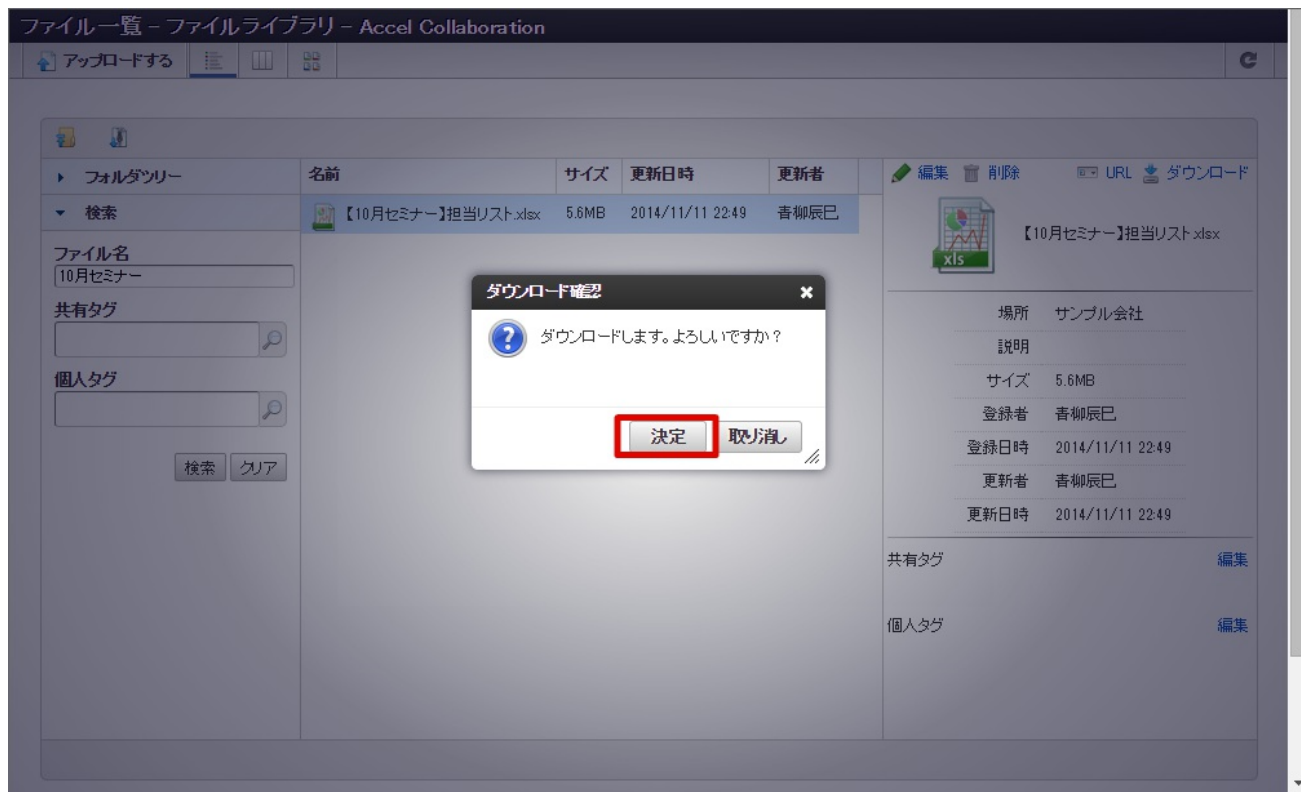 ファイル一覧 – ファイルライブラリ – Accel Collaboration
アップロードする
フォルダツリー
検索
ファイル名
10月セミナー
共有タグ
個人タグ
検索 クリア
名前 サイズ 更新日時 更新者
【10月セミナー】担当リスト.xlsx 5.6MB 2014/11/11 22:49 青柳辰巳
ダウンロード確認
ダウンロードします。よろしいですか?
決定 取り消し
編集 削除 URL ダウンロード
xls
【10月セミナー】担当リスト.xlsx
場所 サンプル会社
説明
サイズ 5.6MB
登録者 青柳辰巳
登録日時 2014/11/11 22:49
更新者 青柳辰巳
更新日時 2014/11/11 22:49
共有タグ 編集
個人タグ 編集